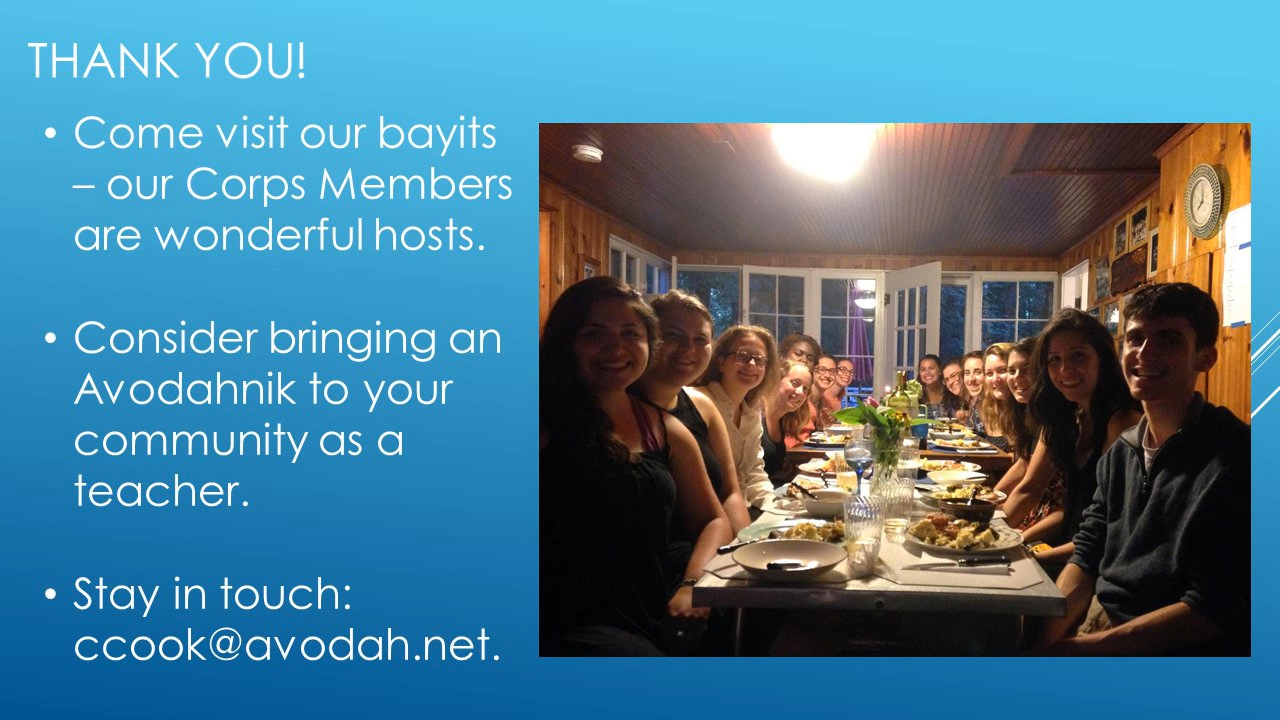 THANK YOU!
• Come visit our bayits
– our Corps Members
are wonderful hosts.
• Consider bringing an
Avodahnik to your
community as a
teacher.
• Stay in touch:
ccook@avodah.net.